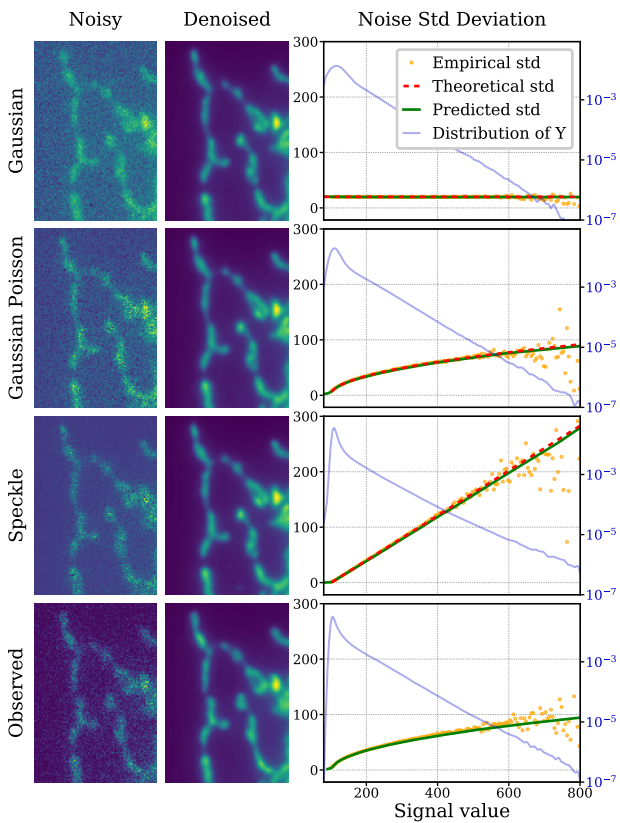 Noisy Denoised Noise Std Deviation
Gaussian
300
200
100
0
Empirical std
Theoretical std
Predicted std
Distribution of Y
10⁻³
10⁻⁵
10⁻⁷
Gaussian Poisson
300
200
100
0
10⁻³
10⁻⁵
10⁻⁷
Speckle
300
200
100
0
10⁻³
10⁻⁵
10⁻⁷
Observed
300
200
100
0
10⁻³
10⁻⁵
10⁻⁷
200 400 600 800
Signal value